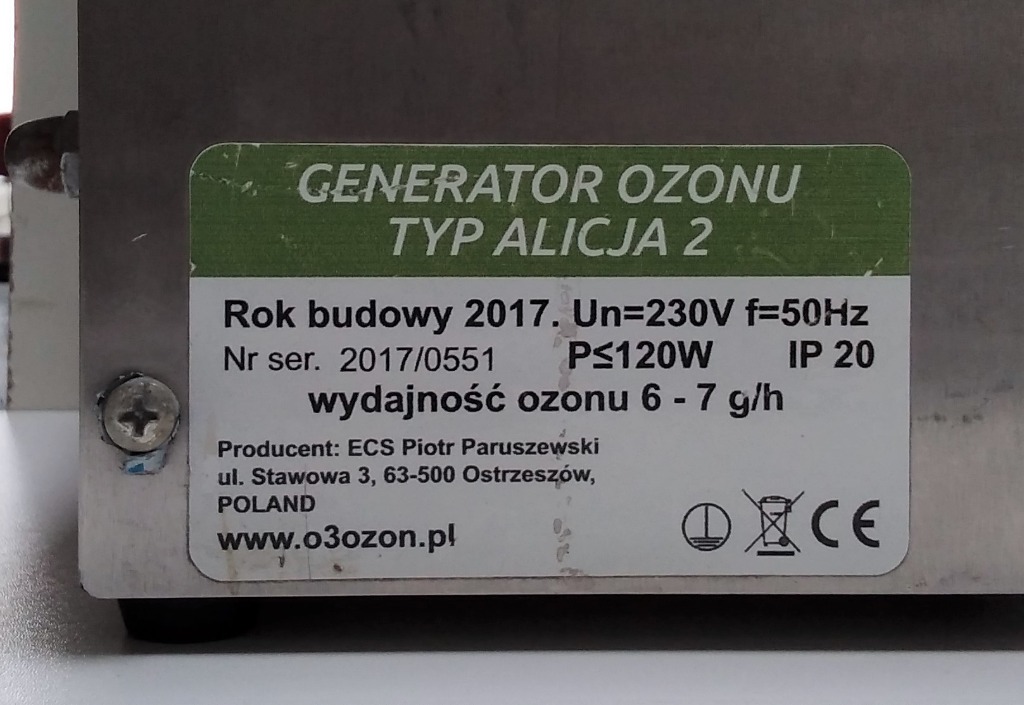 GENERATOR OZONU
TYP ALICJA 2
Rok budowy 2017. Un=230V f=50Hz
Nr ser. 2017/0551 P≤120W IP 20
wydajność ozonu 6 - 7 g/h
Producent: ECS Piotr Paruszewski
ul. Stawowa 3, 63-500 Ostrzeszów,
POLAND
www.o3ozon.pl CE